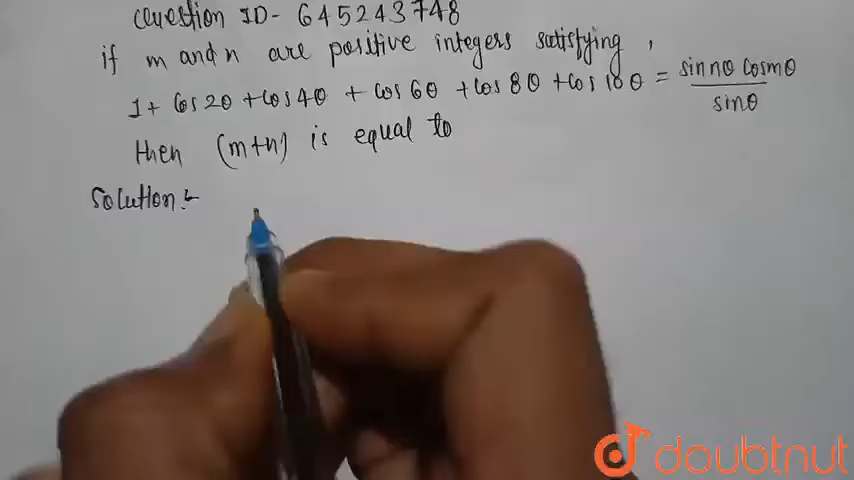 Question ID- 645243748
if m and n are positive integers satisfying,
1+ Cos 2θ + cos 4θ + cos 6θ + cos 8θ + cos 10θ = sin nθ cos mθ / sin θ
then (m+n) is equal to
Solution:-
doubtnut